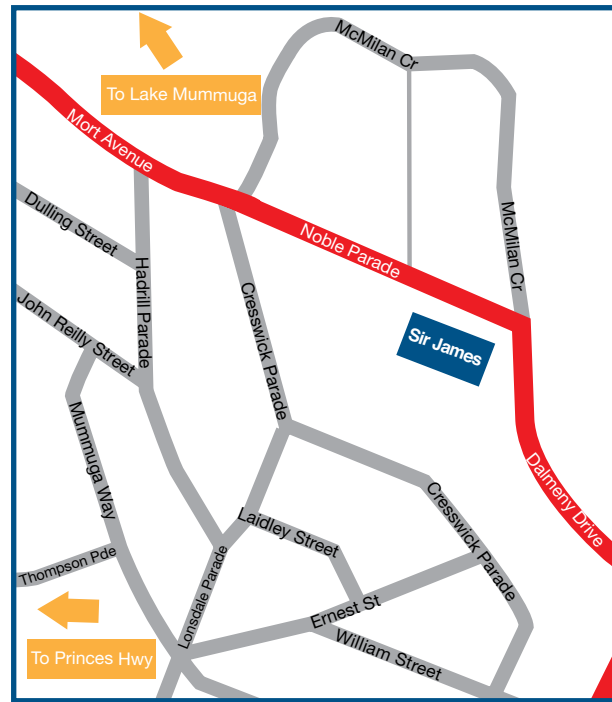 McMilan Cr
To Lake Mummuga
Mort Avenue
Dulling Street
McMilan Cr
Noble Parade
Hadrill Parade
John Reilly Street
Cresswick Parade
Sir James
Mummuga Way
Dalmeny Drive
Cresswick Parade
Laidley Street
Thompson Pde
Lonsdale Parade
Ernest St
William Street
To Princes Hwy